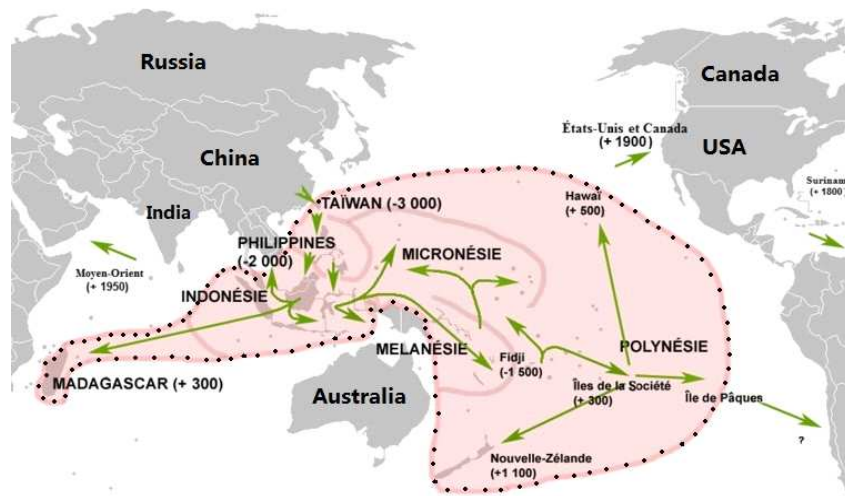 Russia
Canada
États-Unis et Canada
(+ 1900)
USA
China
Surinam
(+ 1800)
India
TAÏWAN (-3 000)
Hawaï
(+ 500)
PHILIPPINES
(-2 000)
MICRONÉSIE
Moyen-Orient
(+ 1950)
INDONÉSIE
MELANÉSIE
Fidji
(-1 500)
POLYNÉSIE
MADAGASCAR (+ 300)
Australia
Îles de la Société
(+ 300)
Île de Pâques
?
Nouvelle-Zélande
(+1 100)